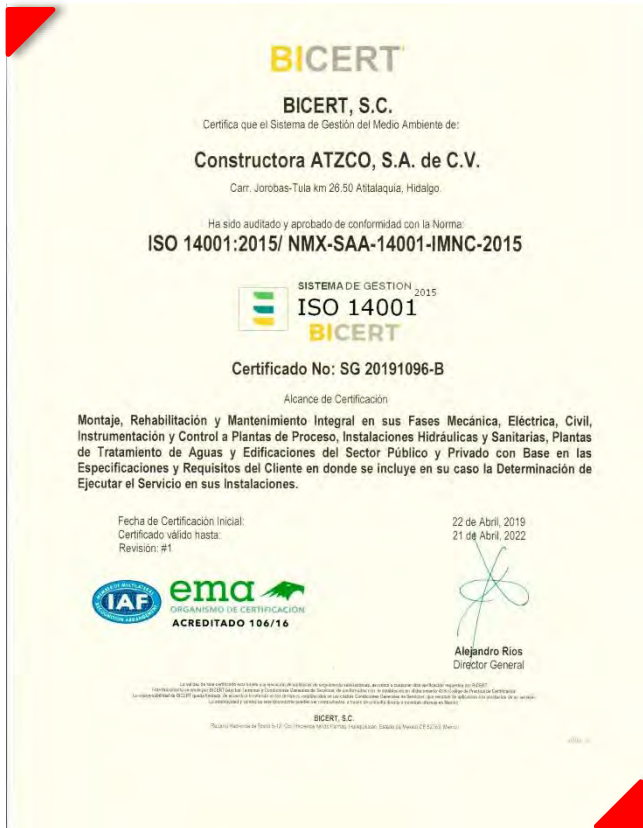 BICERT
BICERT, S.C.
Certifica que el Sistema de Gestión del Medio Ambiente de:
Constructora ATZCO, S.A. de C.V.
Carr. Jorobas-Tula km 26.50 Atitalaquia, Hidalgo.
Ha sido auditado y aprobado de conformidad con la Norma:
ISO 14001:2015/ NMX-SAA-14001-IMNC-2015
SISTEMA DE GESTION
2015
ISO 14001
BICERT
Certificado No: SG 20191096-B
Alcance de Certificación
Montaje, Rehabilitación y Mantenimiento Integral en sus Fases Mecánica, Eléctrica, Civil,
Instrumentación y Control a Plantas de Proceso, Instalaciones Hidráulicas y Sanitarias, Plantas
de Tratamiento de Aguas y Edificaciones del Sector Público y Privado con Base en las
Especificaciones y Requisitos del Cliente en donde se incluye en su caso la Determinación de
Ejecutar el Servicio en sus Instalaciones.
Fecha de Certificación Inicial: 22 de Abril, 2019
Certificado válido hasta: 21 de Abril, 2022
Revisión: #1
MEMBER OF MULTILATERAL
IAF
RECOGNITION ARRANGEMENT
ema
ORGANISMO DE CERTIFICACIÓN
ACREDITADO 106/16
Alejandro Rios
Director General
BICERT, S.C.